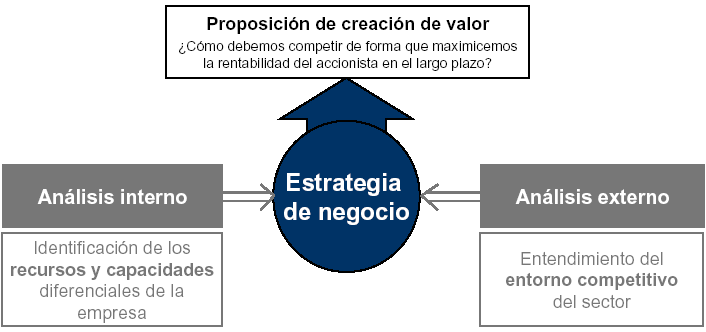 Proposición de creación de valor
¿Cómo debemos competir de forma que maximicemos
la rentabilidad del accionista en el largo plazo?
Estrategia
de negocio
Análisis interno
Identificación de los
recursos y capacidades
diferenciales de la
empresa
Análisis externo
Entendimiento del
entorno competitivo
del sector